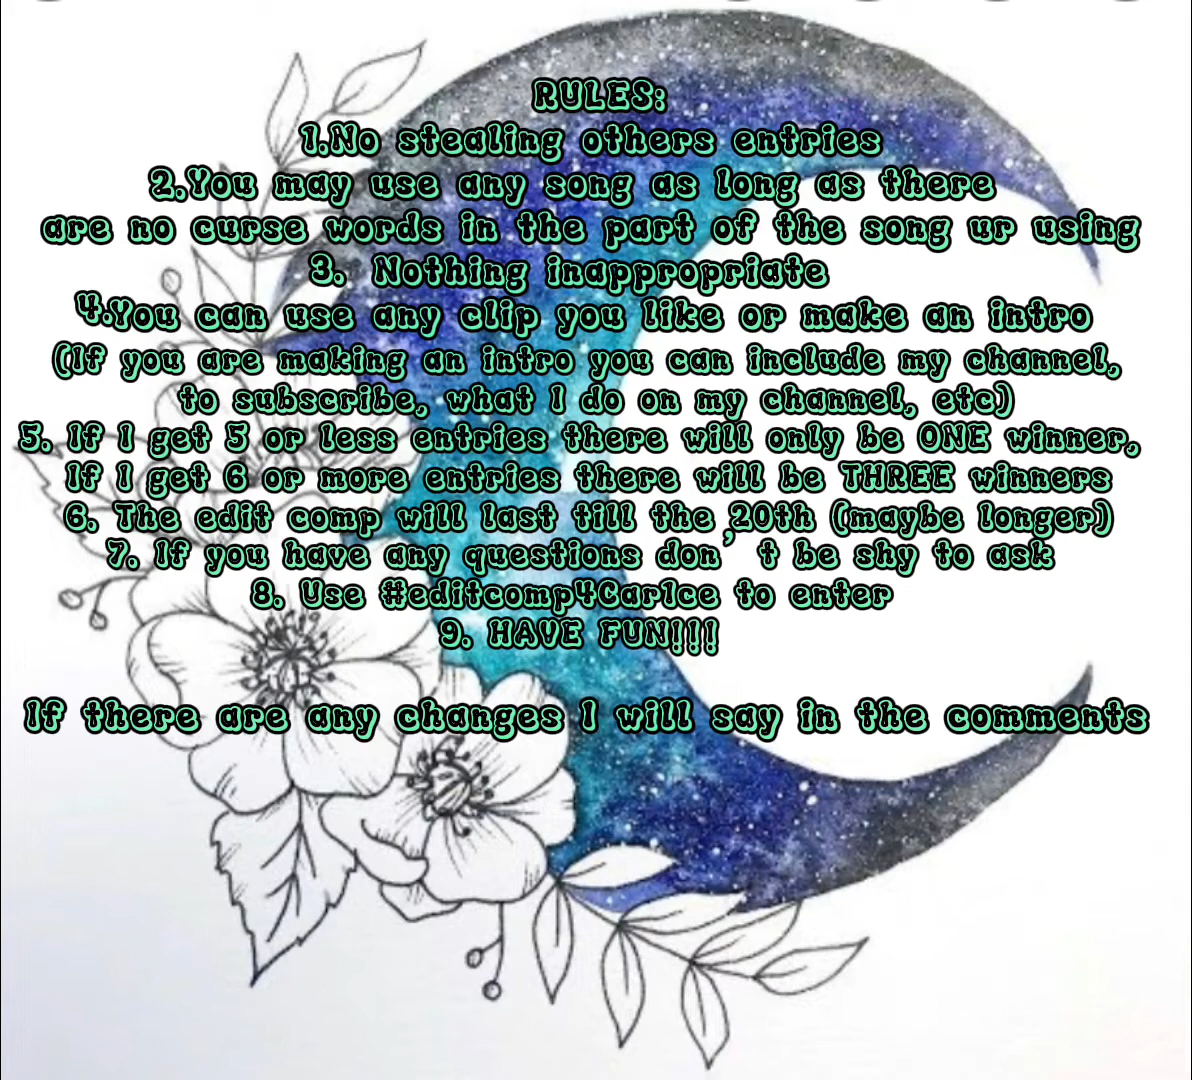 RULES:
1.No stealing others entries
2.You may use any song as long as there
are no curse words in the part of the song ur using
3. Nothing inappropriate
4.You can use any clip you like or make an intro
(If you are making an intro you can include my channel,
to subscribe, what I do on my channel, etc)
5. If I get 5 or less entries there will only be ONE winner,
If I get 6 or more entries there will be THREE winners
6. The edit comp will last till the 20th (maybe longer)
7. If you have any questions don't be shy to ask
8. Use #editcomp4CarIce to enter
9. HAVE FUN!!!
If there are any changes I will say in the comments